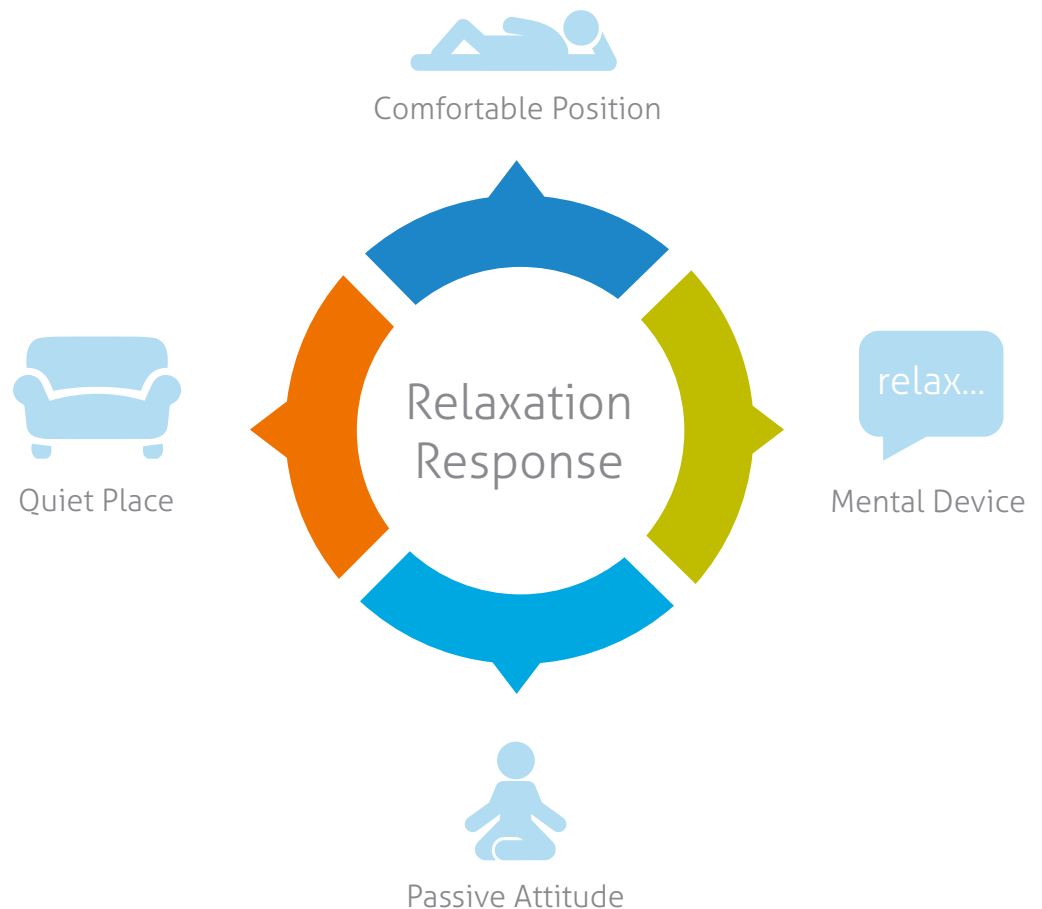 Comfortable Position
Relaxation
Response
relax...
Quiet Place
Mental Device
Passive Attitude